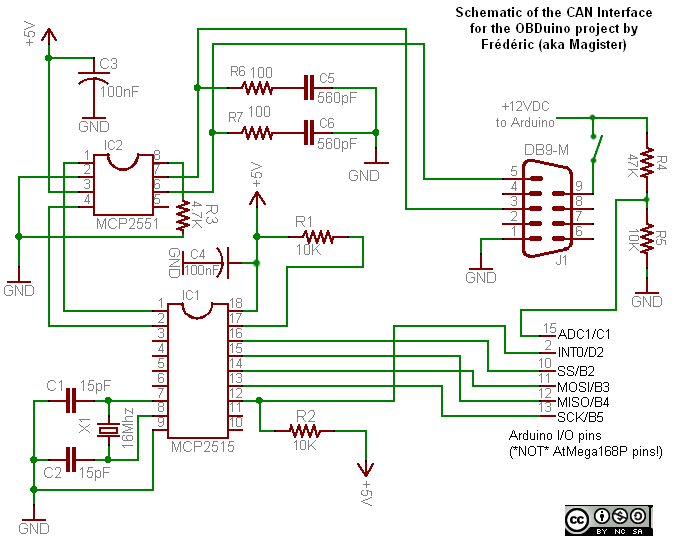 Schematic of the CAN Interface
for the OBDuino project by
Frédéric (aka Magister)
+5V
C3
100nF
GND
R6 100
C5
560pF
R7 100
C6
560pF
GND
+12VDC
to Arduino
DB9-M
5
4
3
2
1
9
8
7
6
J1
GND
R4
47K
R5
10K
GND
IC2
1
2
3
4
8
7
6
5
MCP2551
R3
4.7K
GND
+5V
C4
100nF
GND
R1
10K
IC1
1
2
3
4
5
6
7
8
9
18
17
16
15
14
13
12
11
10
MCP2515
C1 15pF
X1
16Mhz
C2 15pF
GND
R2
10K
+5V
15 ADC1/C1
2 INT0/D2
10 SS/B2
11 MOSI/B3
12 MISO/B4
13 SCK/B5
Arduino I/O pins
(*NOT* AtMega168P pins!)
cc
BY NC SA